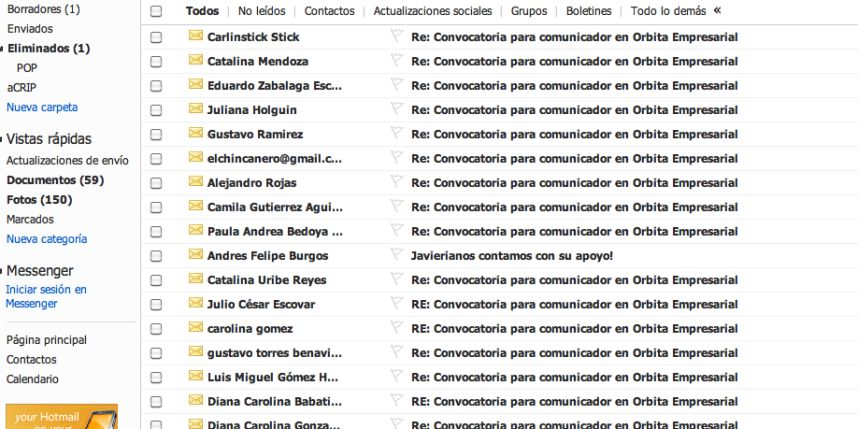 Borradores (1)
Enviados
Eliminados (1)
POP
aCRIP
Nueva carpeta
Vistas rápidas
Actualizaciones de envío
Documentos (59)
Fotos (150)
Marcados
Nueva categoría
Messenger
Iniciar sesión en
Messenger
Página principal
Contactos
Calendario
your Hotmail
on your
Todos | No leídos | Contactos | Actualizaciones sociales | Grupos | Boletines | Todo lo demás «
Carlinstick Stick Re: Convocatoria para comunicador en Orbita Empresarial
Catalina Mendoza Re: Convocatoria para comunicador en Orbita Empresarial
Eduardo Zabalaga Esc... Re: Convocatoria para comunicador en Orbita Empresarial
Juliana Holguin Re: Convocatoria para comunicador en Orbita Empresarial
Gustavo Ramirez Re: Convocatoria para comunicador en Orbita Empresarial
elchincanero@gmail.c... Re: Convocatoria para comunicador en Orbita Empresarial
Alejandro Rojas Re: Convocatoria para comunicador en Orbita Empresarial
Camila Gutierrez Agui... Re: Convocatoria para comunicador en Orbita Empresarial
Paula Andrea Bedoya ... Re: Convocatoria para comunicador en Orbita Empresarial
Andres Felipe Burgos Javierianos contamos con su apoyo!
Catalina Uribe Reyes Re: Convocatoria para comunicador en Orbita Empresarial
Julio César Escovar RE: Convocatoria para comunicador en Orbita Empresarial
carolina gomez RE: Convocatoria para comunicador en Orbita Empresarial
gustavo torres benavi... RE: Convocatoria para comunicador en Orbita Empresarial
Luis Miguel Gómez H... Re: Convocatoria para comunicador en Orbita Empresarial
Diana Carolina Babati... RE: Convocatoria para comunicador en Orbita Empresarial
Diana Carolina Gonza... Re: Convocatoria para comunicador en Orbita Empresarial